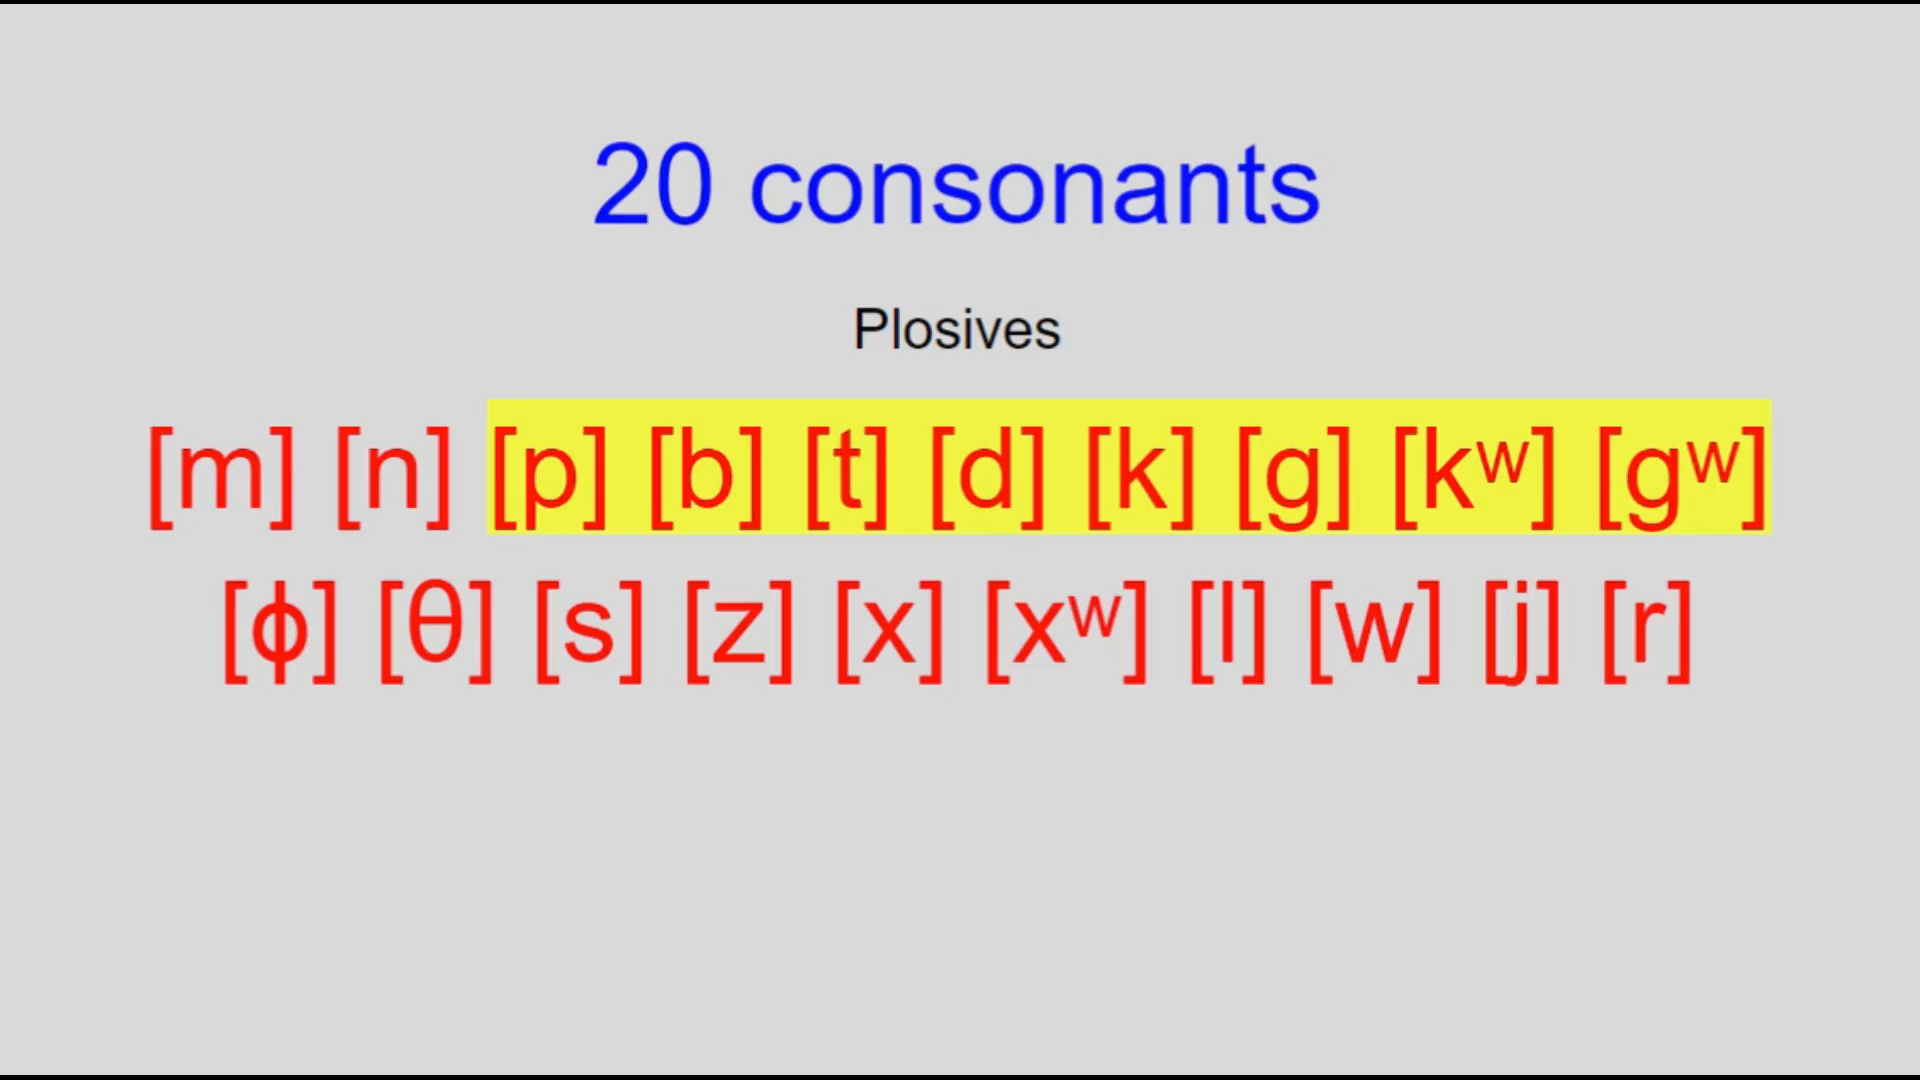 20 consonants
Plosives
[m] [n] [p] [b] [t] [d] [k] [g] [kʷ] [gʷ]
[ɸ] [θ] [s] [z] [x] [xʷ] [l] [w] [j] [r]